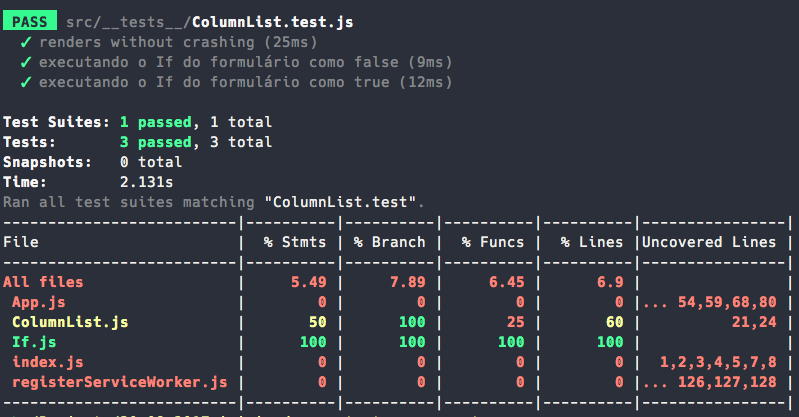 PASS src/__tests__/ColumnList.test.js
✓ renders without crashing (25ms)
✓ executando o If do formulário como false (9ms)
✓ executando o If do formulário como true (12ms)
Test Suites: 1 passed, 1 total
Tests: 3 passed, 3 total
Snapshots: 0 total
Time: 2.131s
Ran all test suites matching "ColumnList.test".
--------------------------|----------|----------|----------|----------|----------------|
File | % Stmts | % Branch | % Funcs | % Lines |Uncovered Lines |
--------------------------|----------|----------|----------|----------|----------------|
All files | 5.49 | 7.89 | 6.45 | 6.9 | |
App.js | 0 | 0 | 0 | 0 |... 54,59,68,80 |
ColumnList.js | 50 | 100 | 25 | 60 | 21,24 |
If.js | 100 | 100 | 100 | 100 | |
index.js | 0 | 0 | 0 | 0 | 1,2,3,4,5,7,8 |
registerServiceWorker.js | 0 | 0 | 0 | 0 |... 126,127,128 |
--------------------------|----------|----------|----------|----------|----------------|